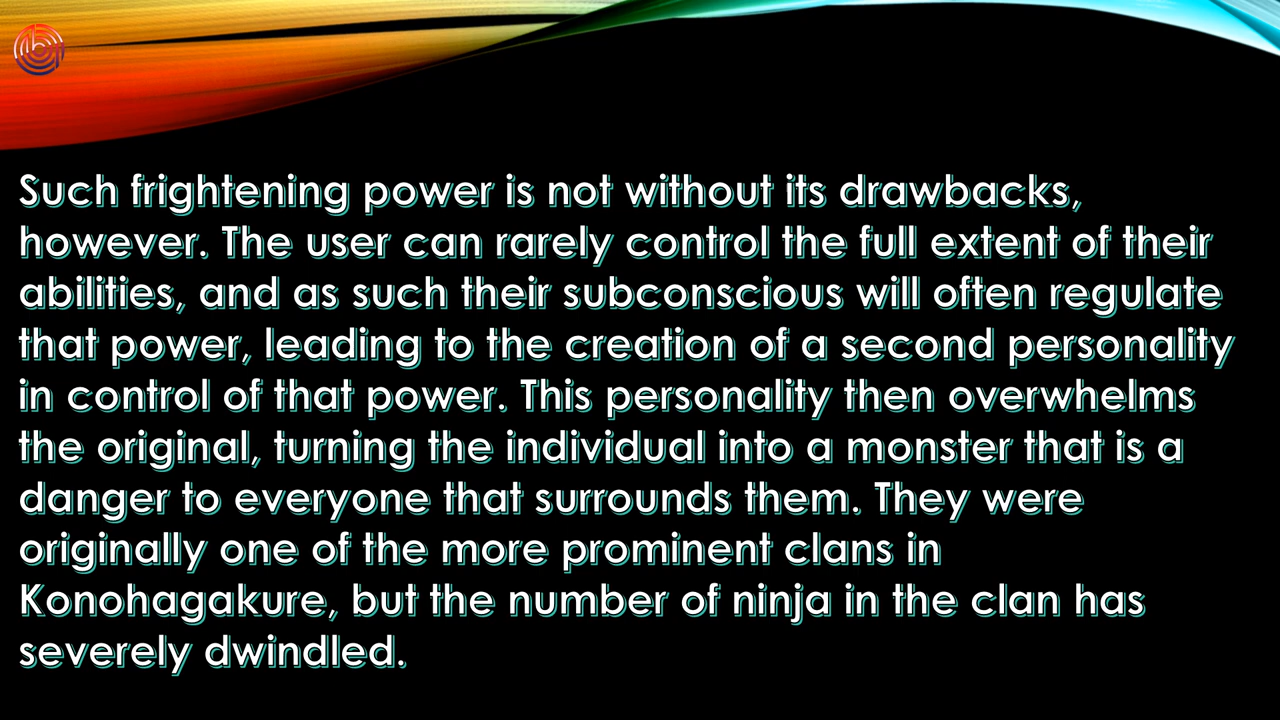 Such frightening power is not without its drawbacks,
however. The user can rarely control the full extent of their
abilities, and as such their subconscious will often regulate
that power, leading to the creation of a second personality
in control of that power. This personality then overwhelms
the original, turning the individual into a monster that is a
danger to everyone that surrounds them. They were
originally one of the more prominent clans in
Konohagakure, but the number of ninja in the clan has
severely dwindled.